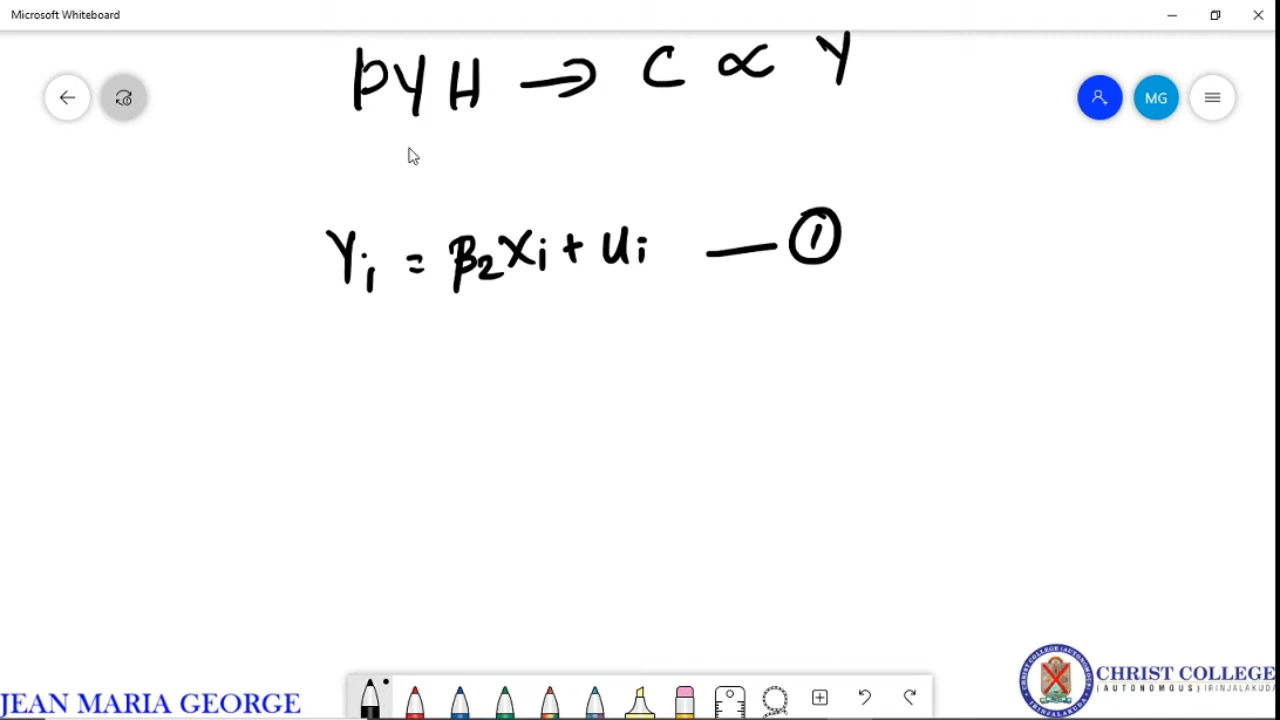 Microsoft Whiteboard
PYH → C ∝ Y
MG
Yi = β2Xi + Ui — ①
JEAN MARIA GEORGE
CHRIST COLLEGE
(AUTONOMOUS) IRINJALAKUDA